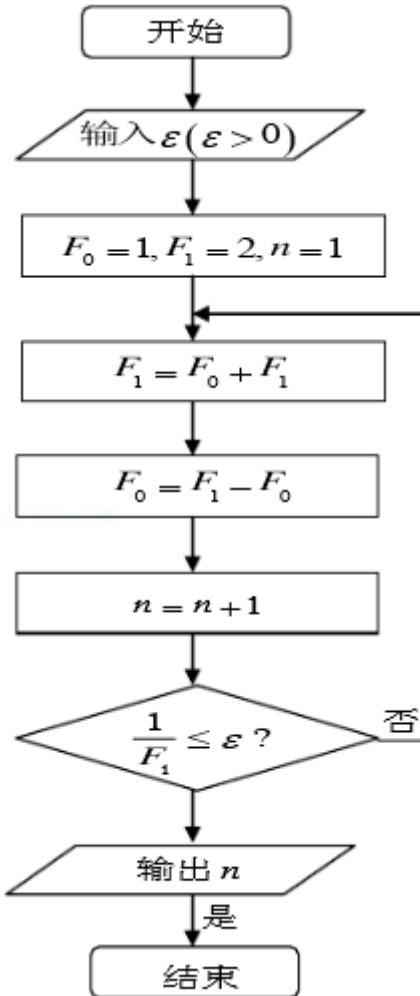 开始
输入ε(ε>0)
F₀=1,F₁=2,n=1
F₁=F₀+F₁
F₀=F₁−F₀
n=n+1
1/F₁≤ε?
否
输出n
是
结束